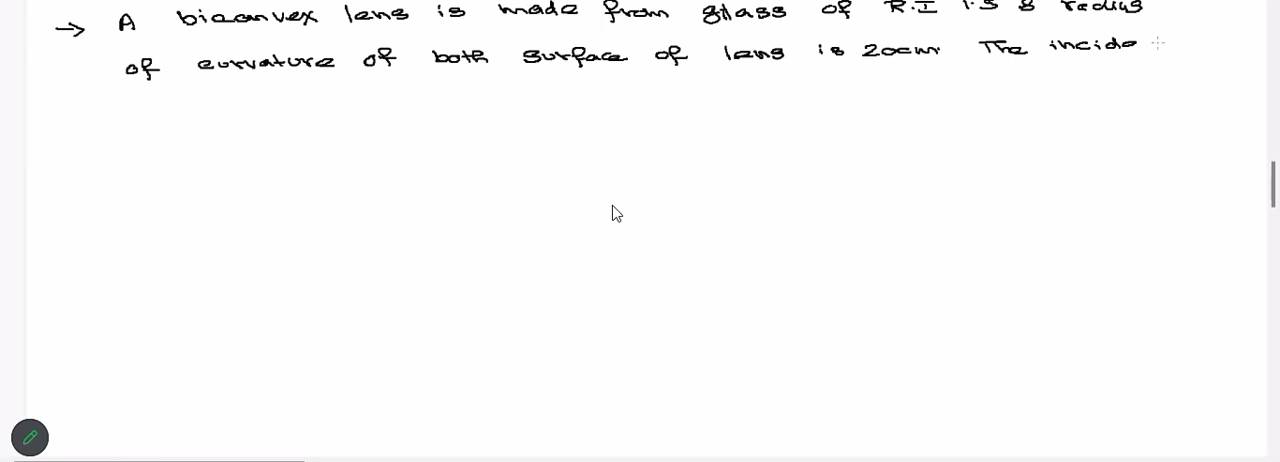 → A biconvex lens is made from glass of R.I 1.5 & radius
of curvature of both surface of lens is 20cm. The incide